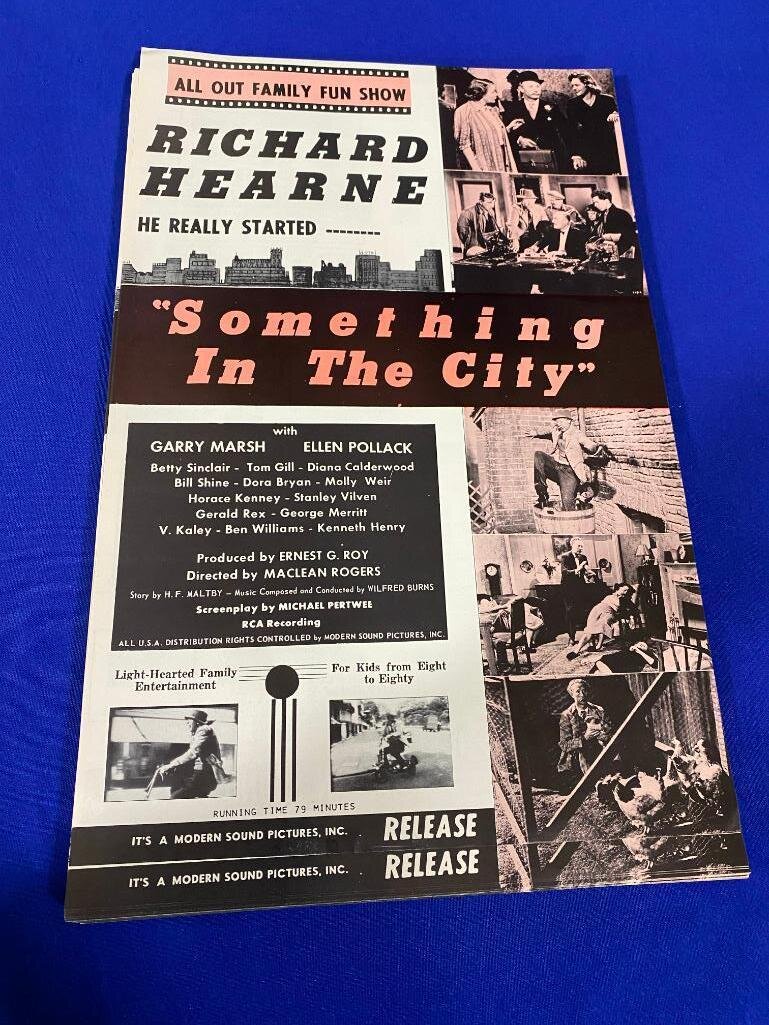 ALL OUT FAMILY FUN SHOW
RICHARD
HEARNE
HE READLY STARTED --------
"Something
In The City"
with
GARRY MARSH ELLEN POLLACK
Betty Sinclair - Tom Gill - Diana Calderwood
Bill Shine - Dora Bryan - Molly Weir
Horace Kenney - Stanley Vilven
Gerald Rex - George Merritt
V. Kaley - Ben Williams - Kenneth Henry
Produced by ERNEST G. ROY
Directed by MACLEAN ROGERS
Story by H. F. MALTBY - Music Composed and Conducted by WILFRED BURNS
Screenplay by MICHAEL PERTWEE
RCA Recording
ALL U.S.A. DISTRIBUTION RIGHTS CONTROLLED by MODERN SOUND PICTURES, INC.
Light-Hearted Family
Entertainment
For Kids from Eight
to Eighty
RUNNING TIME 79 MINUTES
IT'S A MODERN SOUND PICTURES, INC. RELEASE
IT'S A MODERN SOUND PICTURES, INC. RELEASE